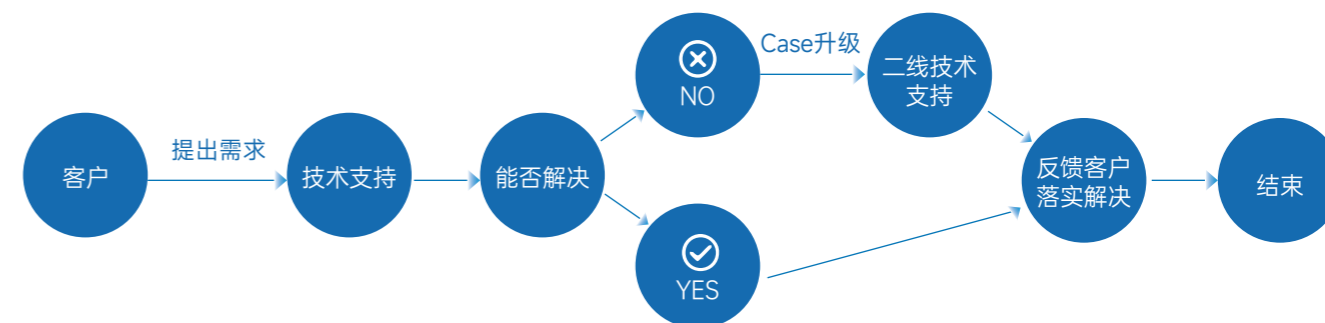 客户
提出需求
技术支持
能否解决
NO
Case升级
二线技术
支持
YES
反馈客户
落实解决
结束